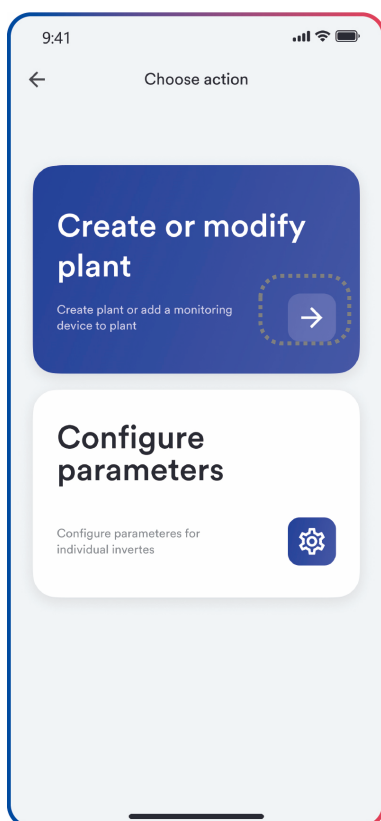 9:41
Choose action
Create or modify
plant
Create plant or add a monitoring
device to plant
Configure
parameters
Configure parameteres for
individual invertes